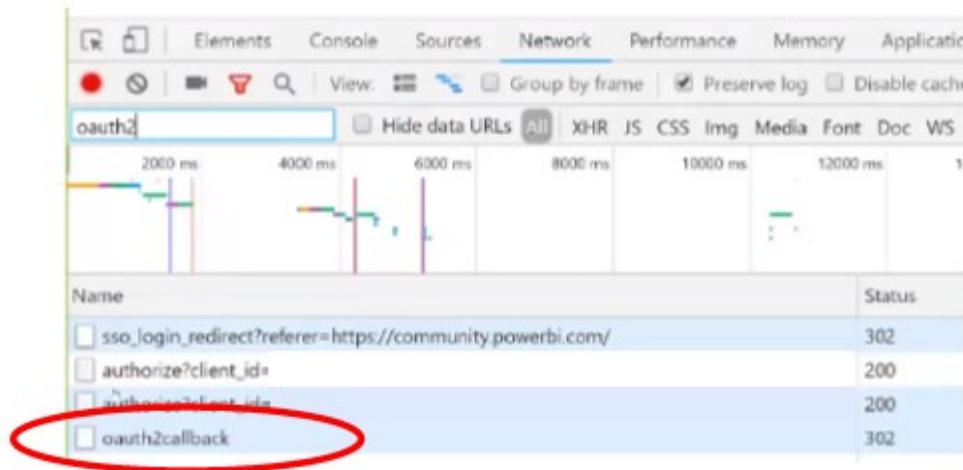 Elements Console Sources Network Performance Memory Applicatio
View: Group by frame Preserve log Disable cache
oauth2 Hide data URLs All XHR JS CSS Img Media Font Doc WS
2000 ms 4000 ms 6000 ms 8000 ms 10000 ms 12000 ms 1
Name Status
sso_login_redirect?referer=https://community.powerbi.com/ 302
authorize?client_id= 200
authorize?client_id= 200
oauth2callback 302